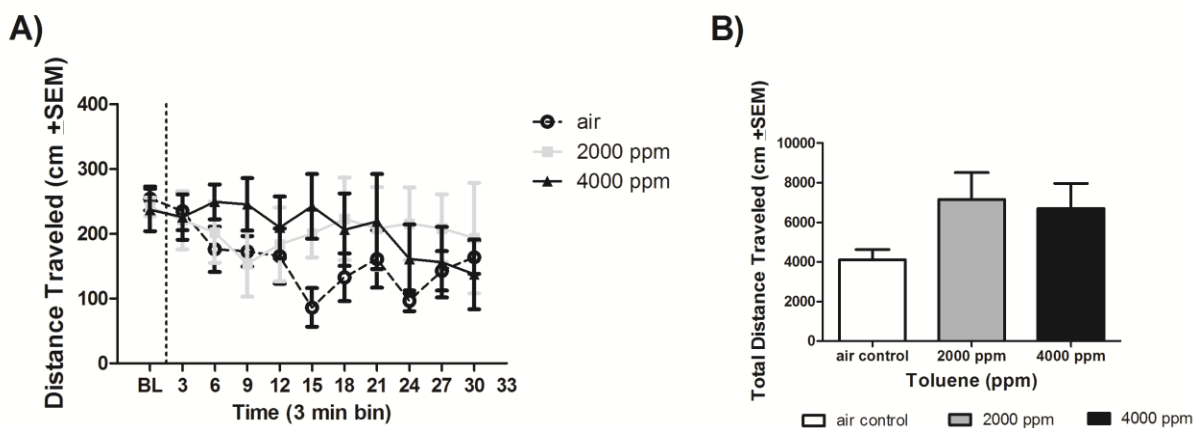 A)
Distance Traveled (cm +SEM)
400
300
200
100
0
BL 3 6 9 12 15 18 21 24 27 30 33
Time (3 min bin)
air
2000 ppm
4000 ppm
B)
Total Distance Traveled (cm +SEM)
10000
8000
6000
4000
2000
0
air control 2000 ppm 4000 ppm
Toluene (ppm)
air control 2000 ppm 4000 ppm